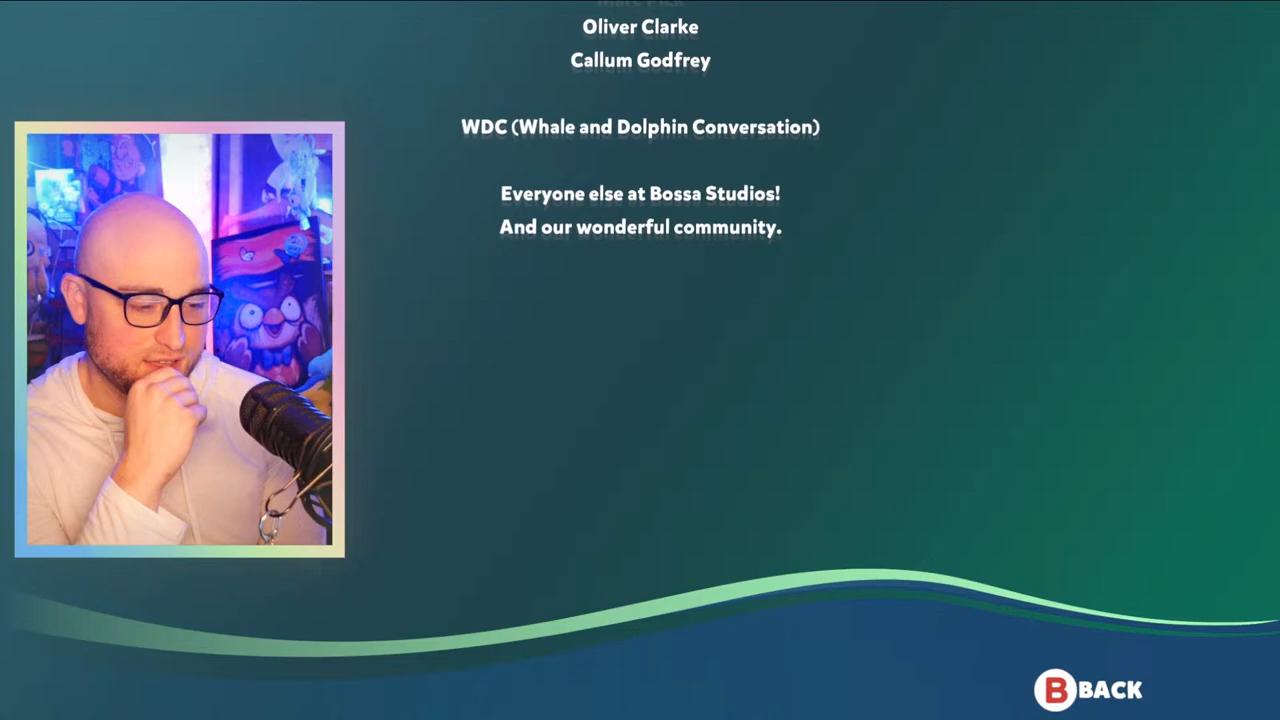 Oliver Clarke
Callum Godfrey
WDC (Whale and Dolphin Conversation)
Everyone else at Bossa Studios!
And our wonderful community.
B BACK